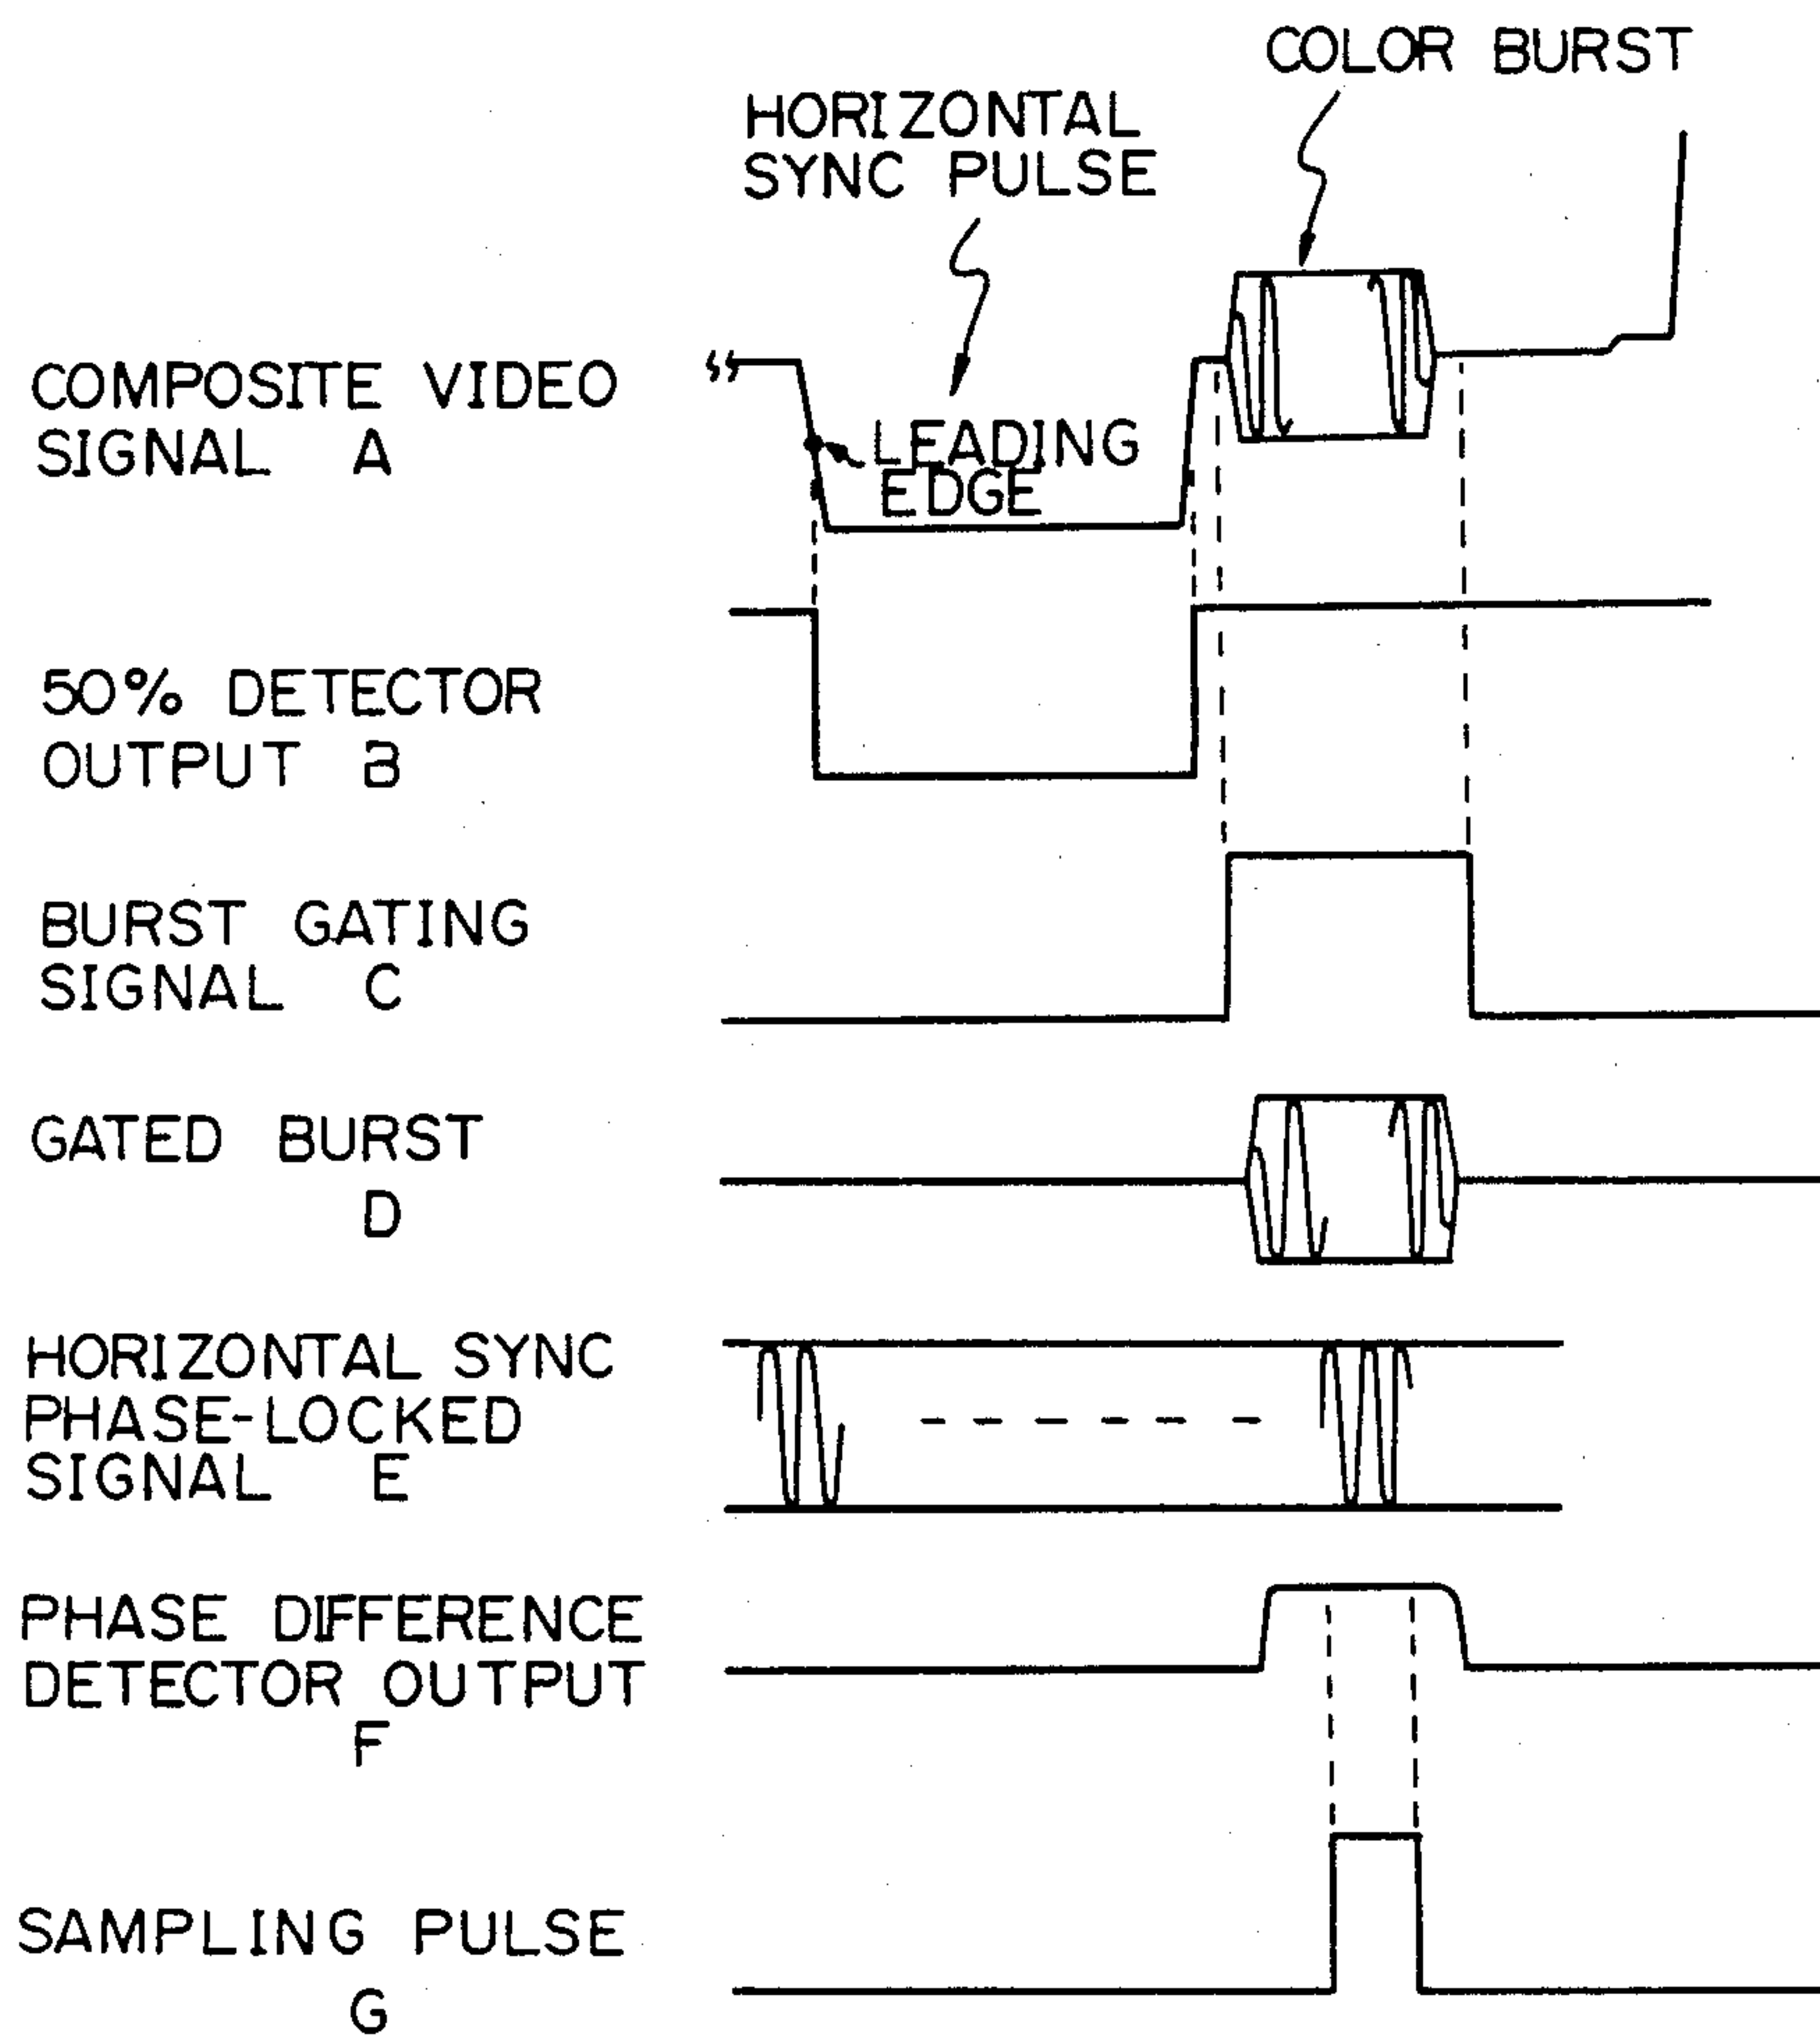 COLOR BURST
HORIZONTAL
SYNC PULSE
COMPOSITE VIDEO
SIGNAL A
LEADING
EDGE
50% DETECTOR
OUTPUT B
BURST GATING
SIGNAL C
GATED BURST
D
HORIZONTAL SYNC
PHASE-LOCKED
SIGNAL E
PHASE DIFFERENCE
DETECTOR OUTPUT
F
SAMPLING PULSE
G